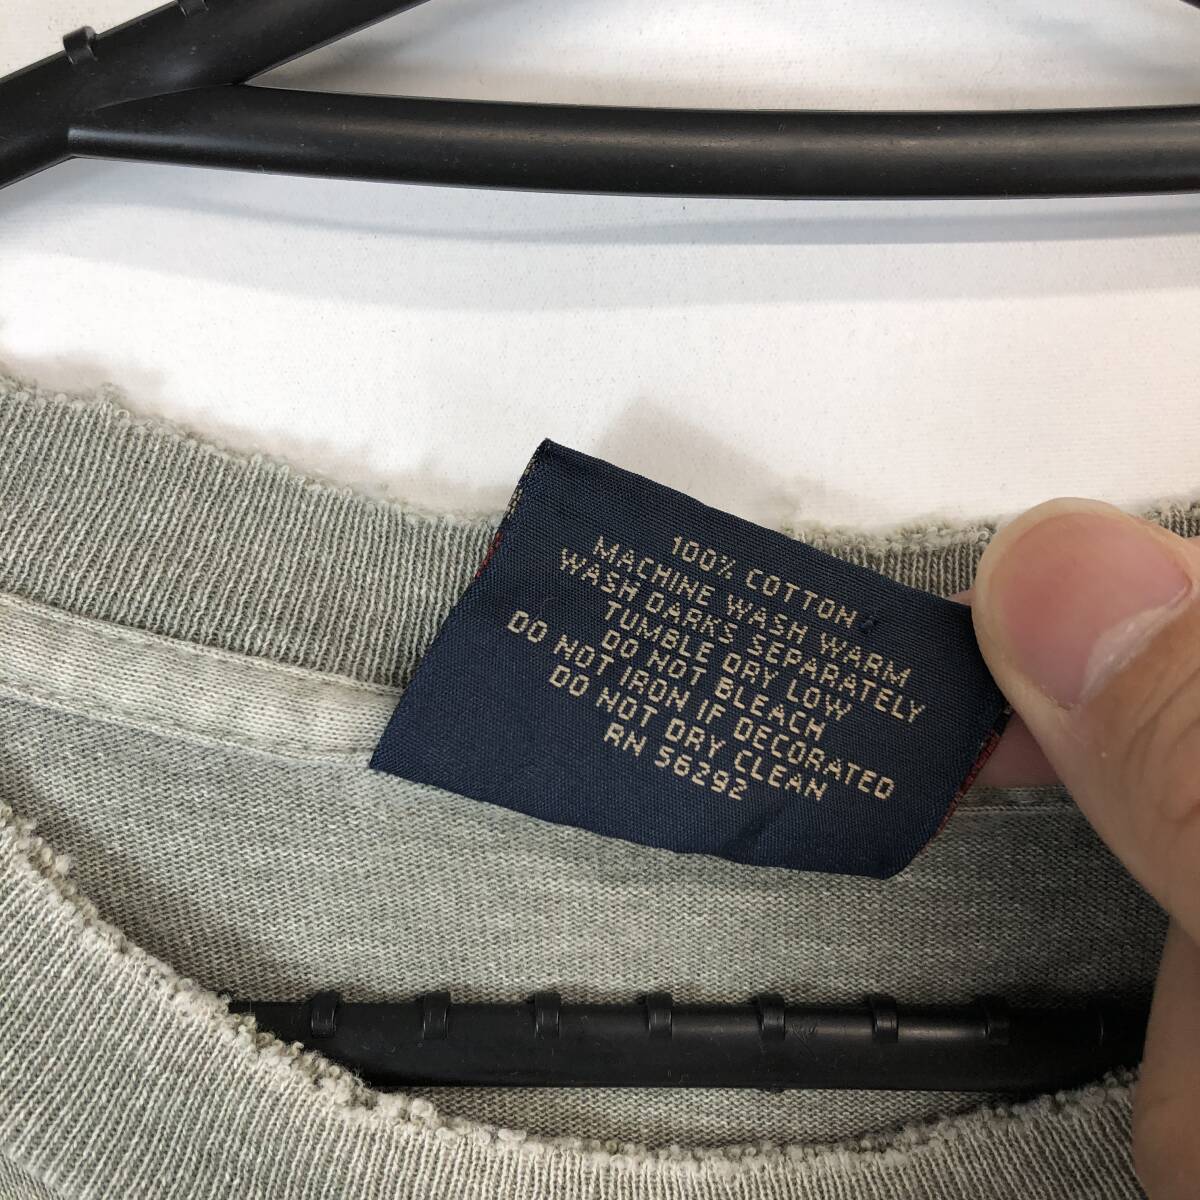 100% COTTON
MACHINE WASH WARM
WASH DARKS SEPARATELY
TUMBLE DRY LOW
DO NOT BLEACH
DO NOT IRON IF DECORATED
DO NOT DRY CLEAN
RN 56292